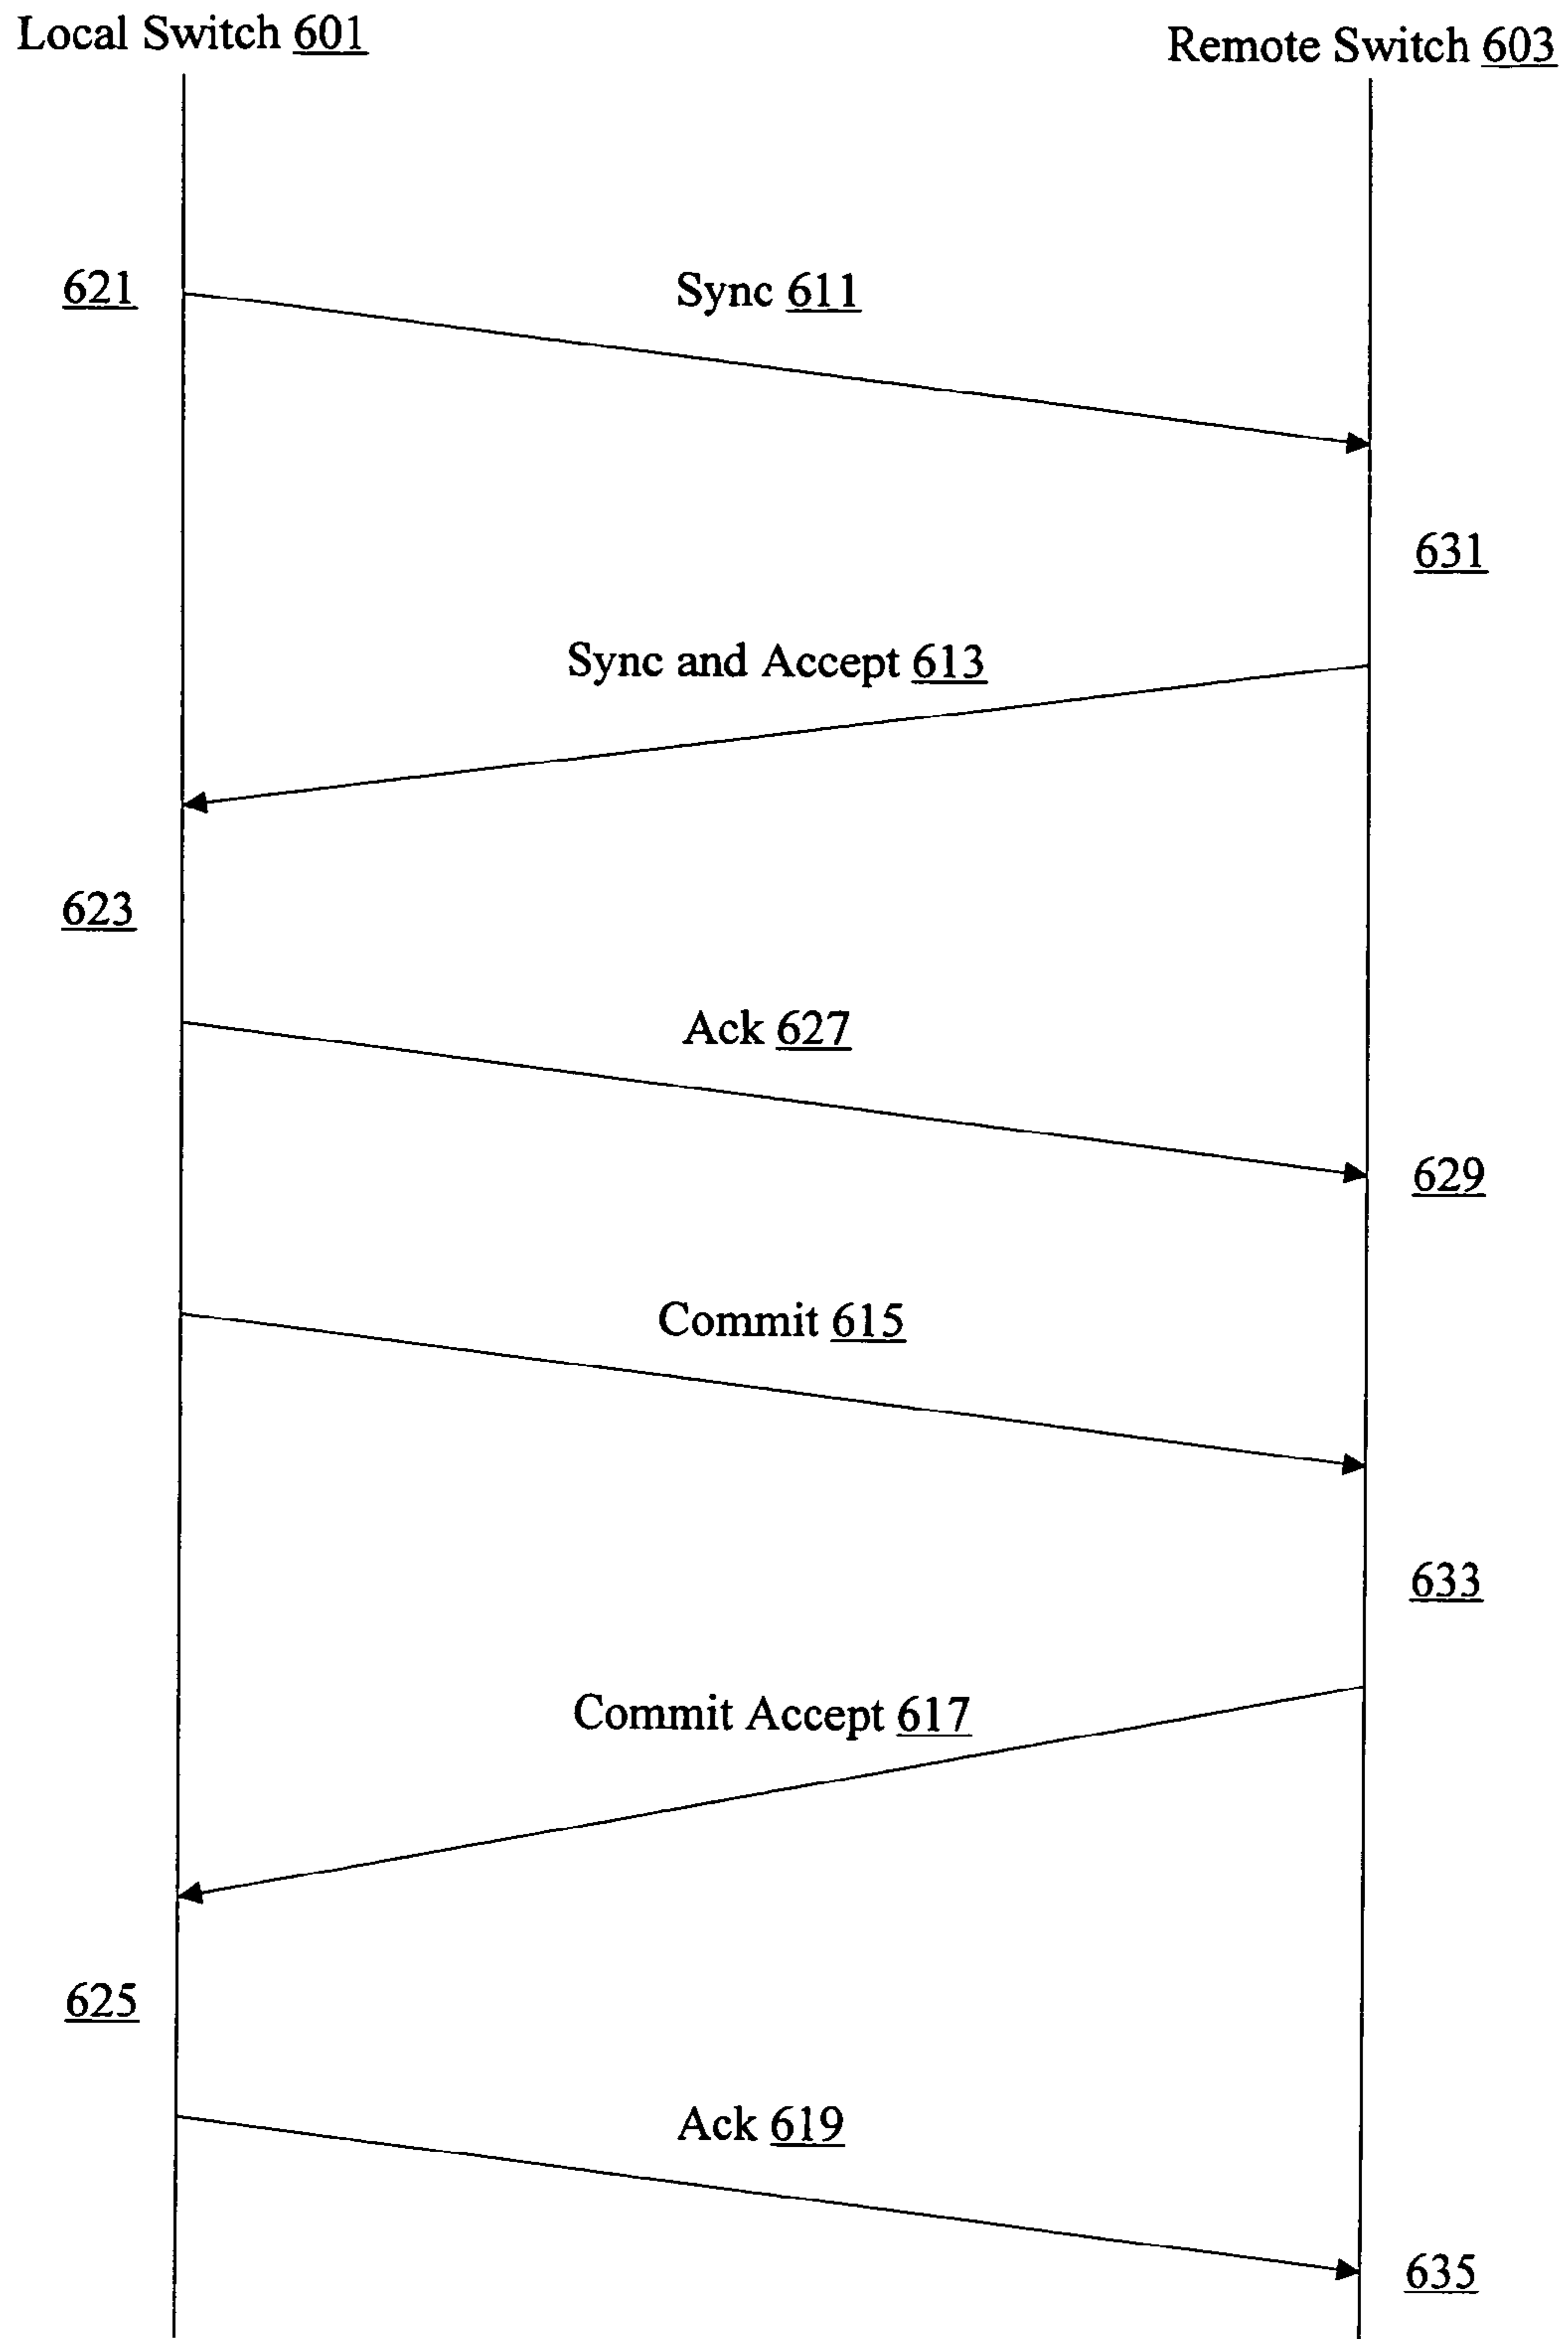 Local Switch 601
Remote Switch 603
621
Sync 611
631
Sync and Accept 613
623
Ack 627
629
Commit 615
633
Commit Accept 617
625
Ack 619
635